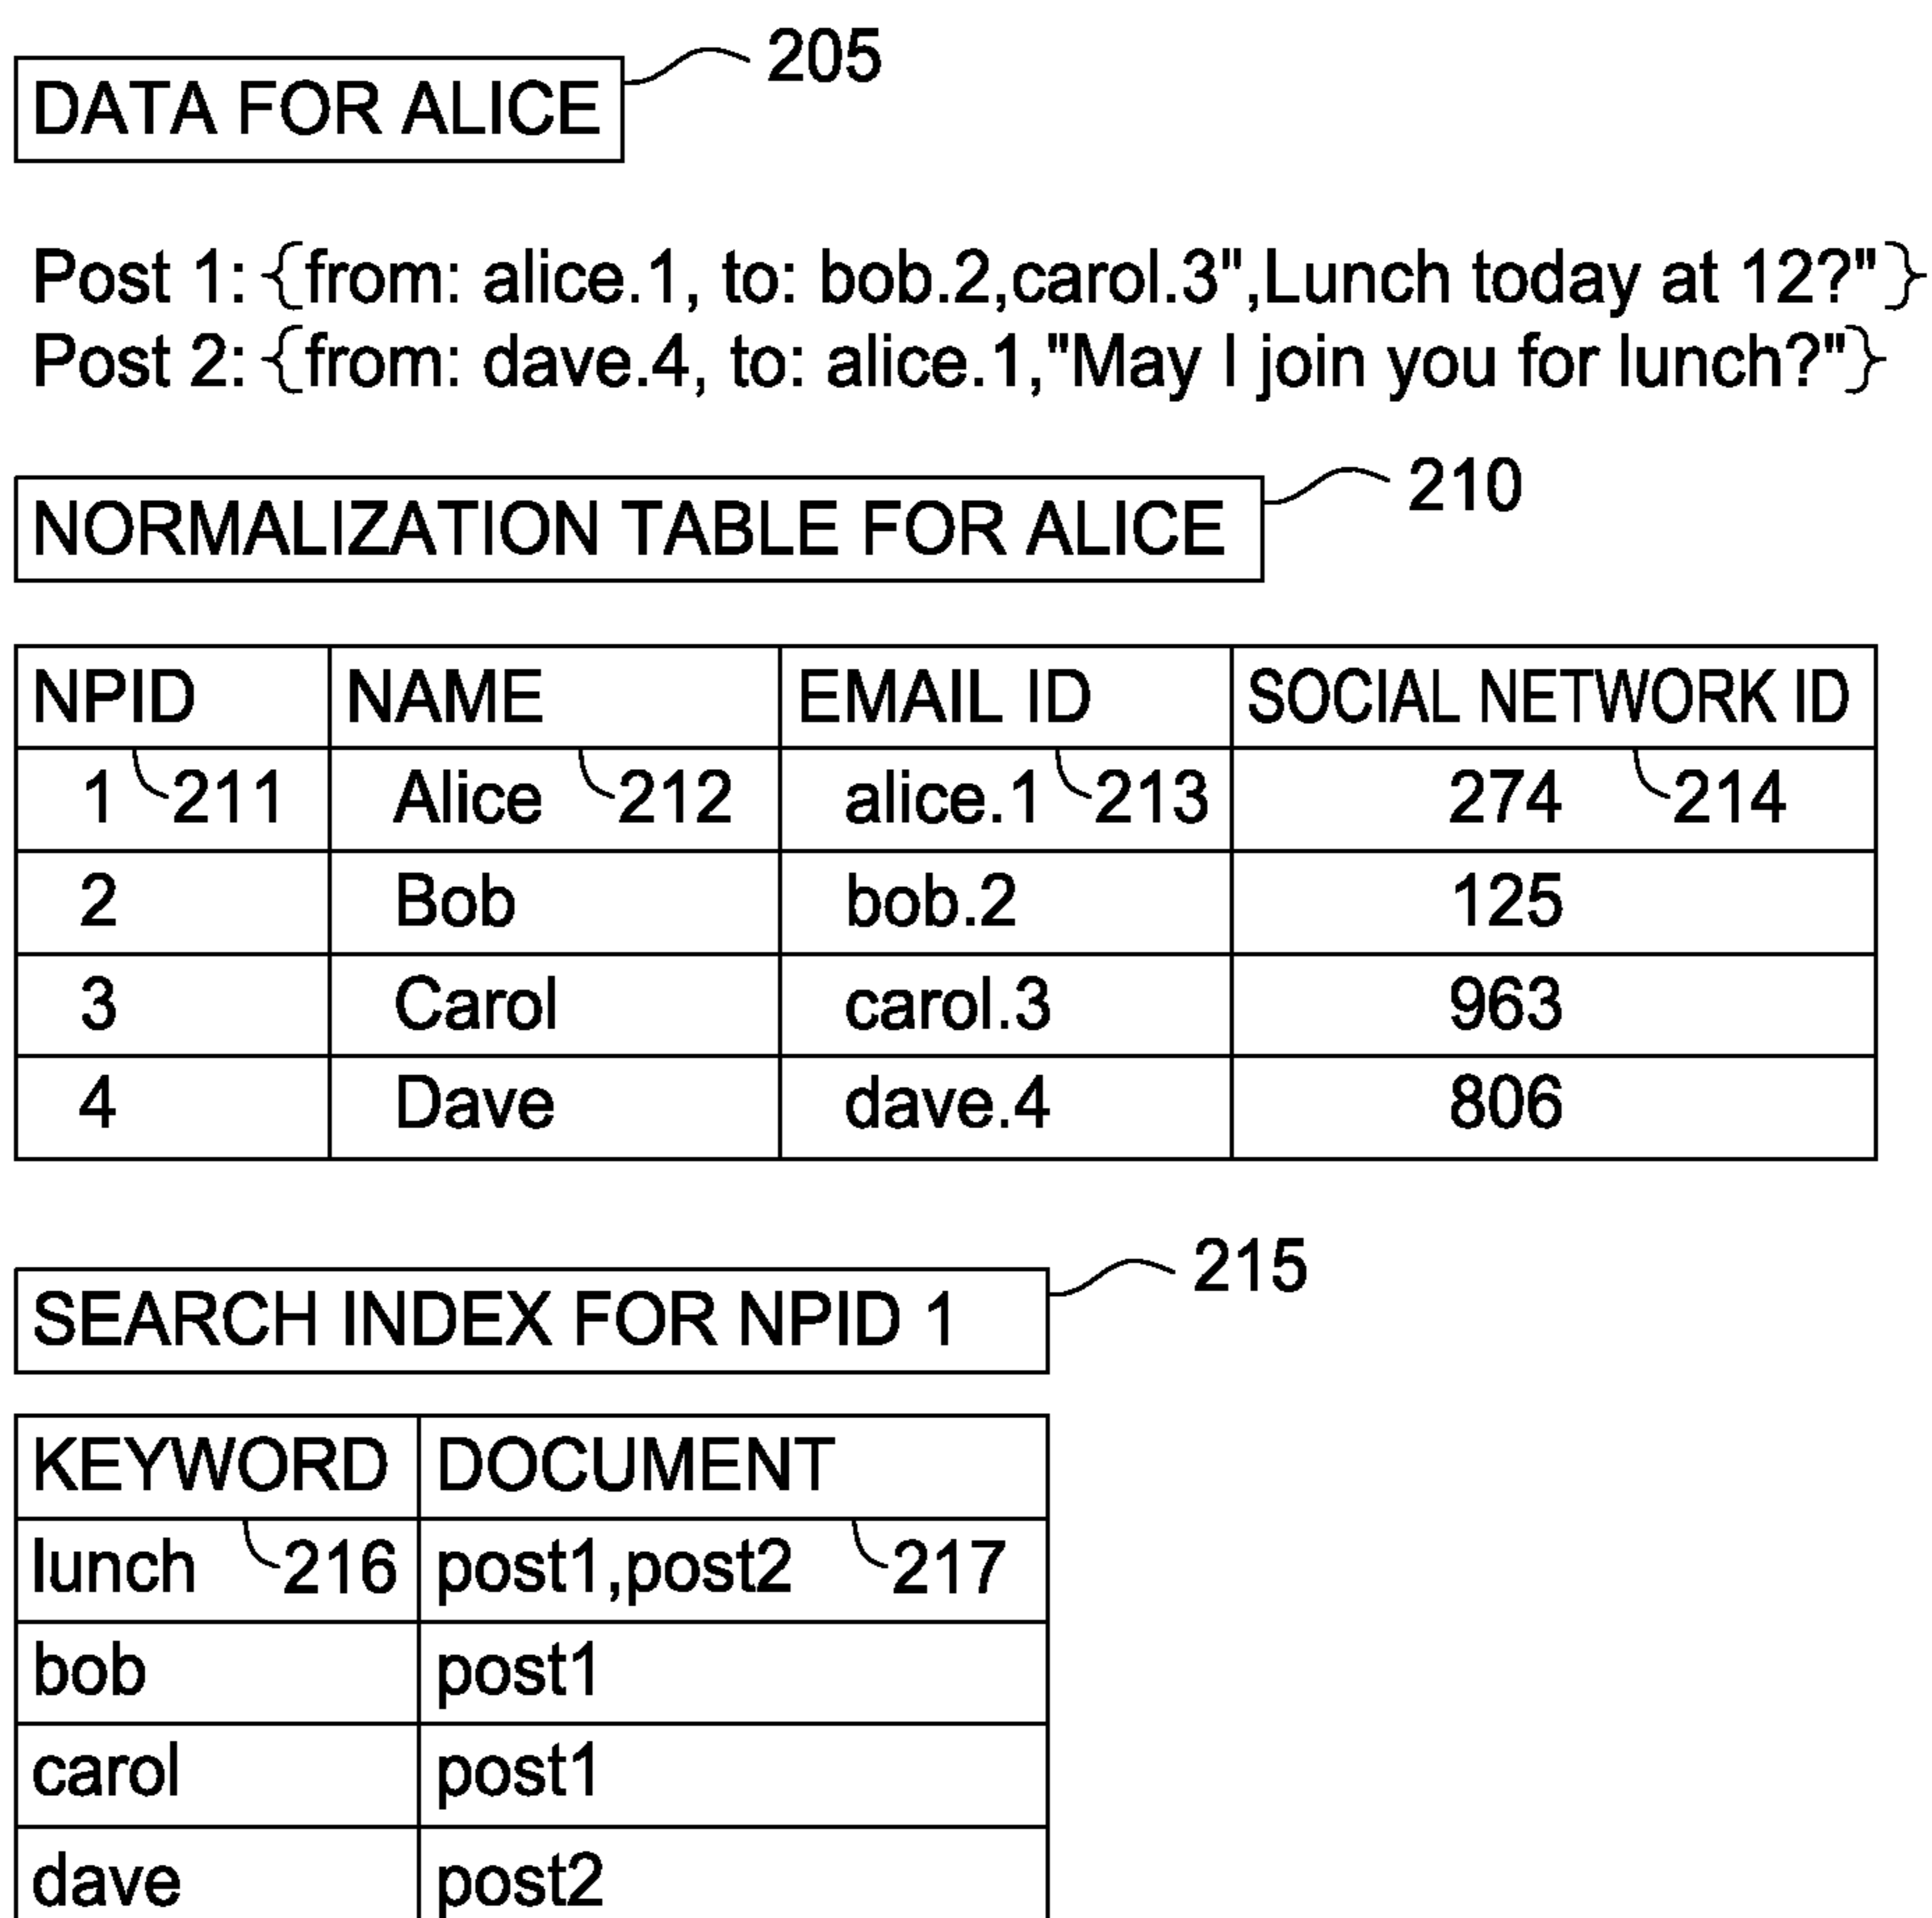 205
DATA FOR ALICE
Post 1: {from: alice.1, to: bob.2,carol.3",Lunch today at 12?"}
Post 2: {from: dave.4, to: alice.1,"May I join you for lunch?"}
210
NORMALIZATION TABLE FOR ALICE
NPID NAME EMAIL ID SOCIAL NETWORK ID
1 211 Alice 212 alice.1 213 274 214
2 Bob bob.2 125
3 Carol carol.3 963
4 Dave dave.4 806
215
SEARCH INDEX FOR NPID 1
KEYWORD DOCUMENT
lunch 216 post1,post2 217
bob post1
carol post1
dave post2